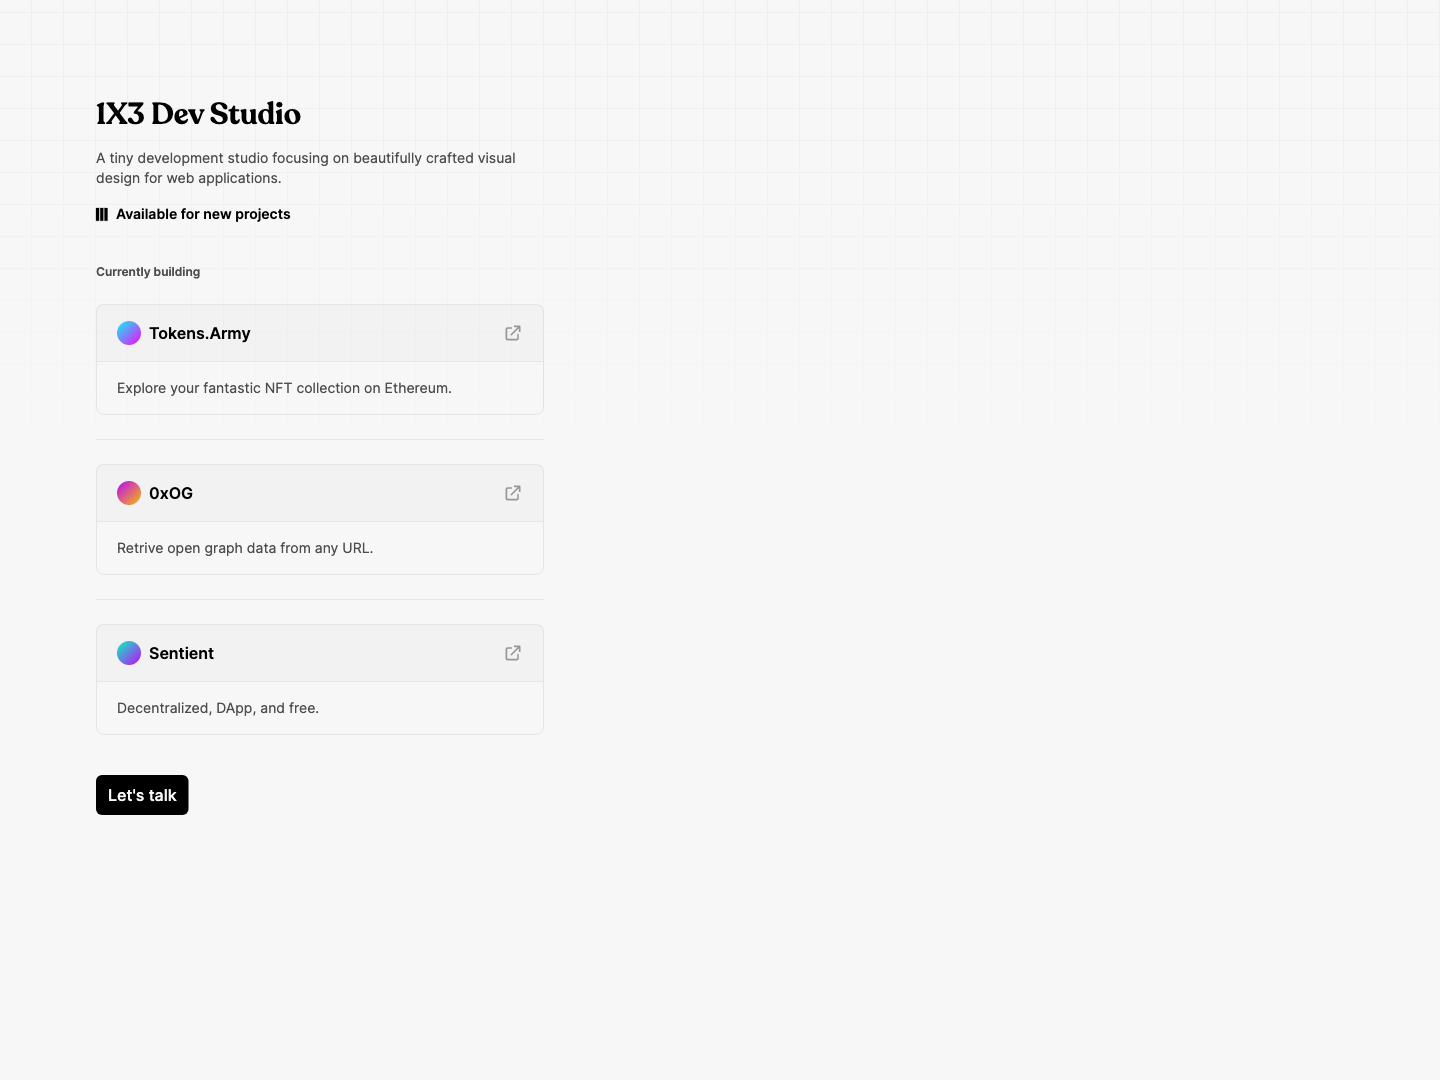 1X3 Dev Studio
A tiny development studio focusing on beautifully crafted visual
design for web applications.
Available for new projects
Currently building
Tokens.Army
Explore your fantastic NFT collection on Ethereum.
0xOG
Retrive open graph data from any URL.
Sentient
Decentralized, DApp, and free.
Let's talk